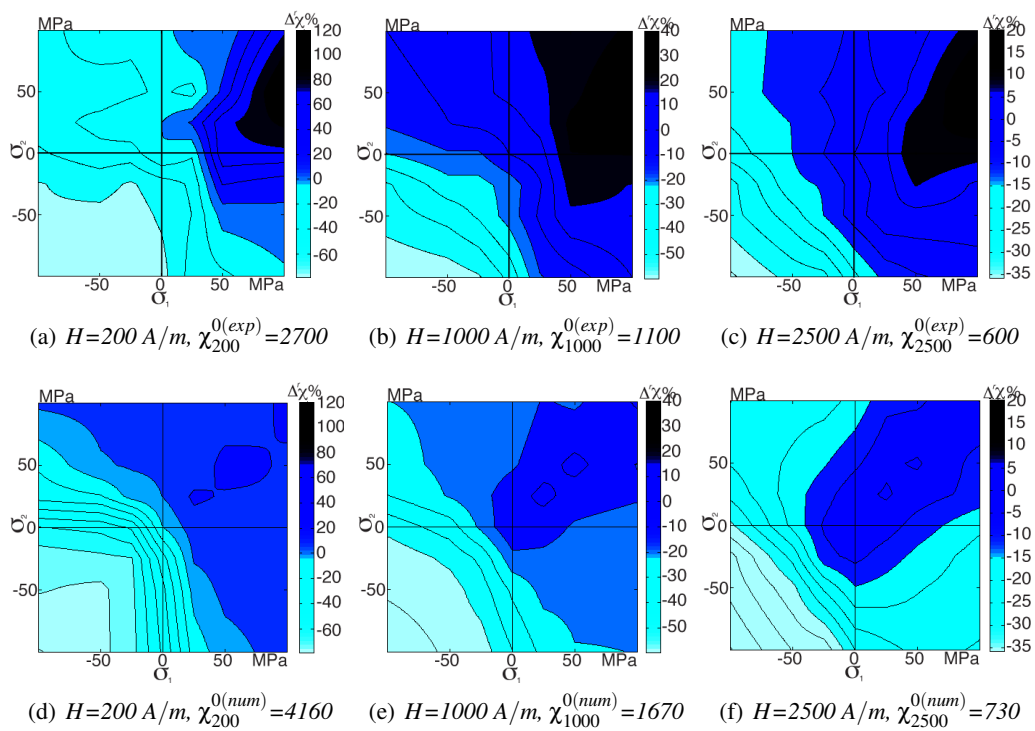 MPa Δʳχ% MPa Δʳχ% MPa Δʳχ%
120 100 80 60 40 20 0 -20 -40 -60
40 30 20 10 0 -10 -20 -30 -40 -50
20 15 10 5 0 -5 -10 -15 -20 -25 -30 -35
σ₂ 50 0 -50
σ₂ 50 0 -50
σ₂ 50 0 -50
-50 0 50 MPa
-50 0 50 MPa
-50 0 50 MPa
σ₁ σ₁ σ₁
(a) H=200 A/m, χ⁰⁽ᵉˣᵖ⁾₂₀₀=2700
(b) H=1000 A/m, χ⁰⁽ᵉˣᵖ⁾₁₀₀₀=1100
(c) H=2500 A/m, χ⁰⁽ᵉˣᵖ⁾₂₅₀₀=600
MPa Δʳχ% MPa Δʳχ% MPa Δʳχ%
120 100 80 60 40 20 0 -20 -40 -60
40 30 20 10 0 -10 -20 -30 -40 -50
20 15 10 5 0 -5 -10 -15 -20 -25 -30 -35
σ₂ 50 0 -50
σ₂ 50 0 -50
σ₂ 50 0 -50
-50 0 50 MPa
-50 0 50 MPa
-50 0 50 MPa
σ₁ σ₁ σ₁
(d) H=200 A/m, χ⁰⁽ⁿᵘᵐ⁾₂₀₀=4160
(e) H=1000 A/m, χ⁰⁽ⁿᵘᵐ⁾₁₀₀₀=1670
(f) H=2500 A/m, χ⁰⁽ⁿᵘᵐ⁾₂₅₀₀=730